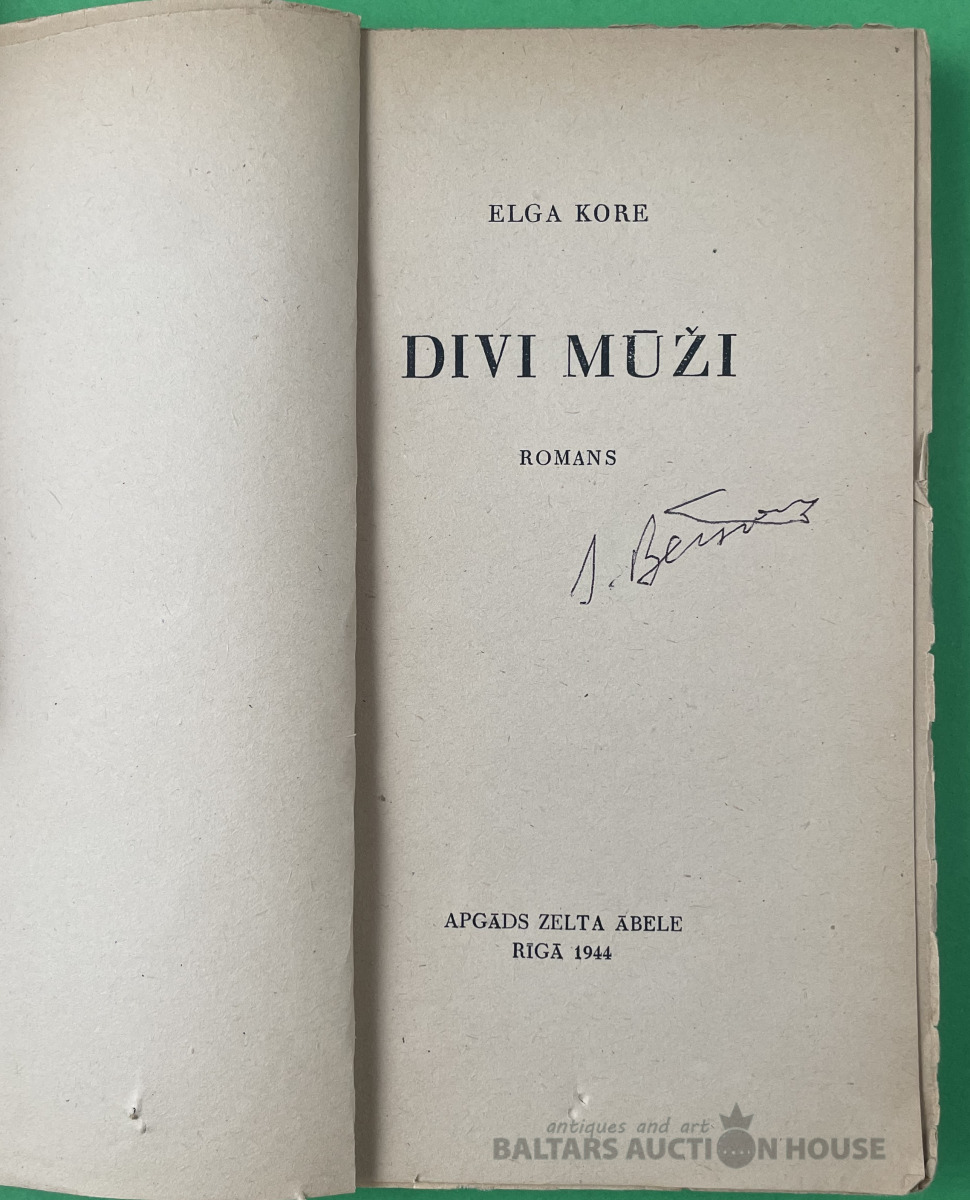 ELGA KORE
DIVI MŪŽI
ROMANS
APGĀDS ZELTA ĀBELE
RĪGĀ 1944
antiques and art
BALTARS AUCTION HOUSE